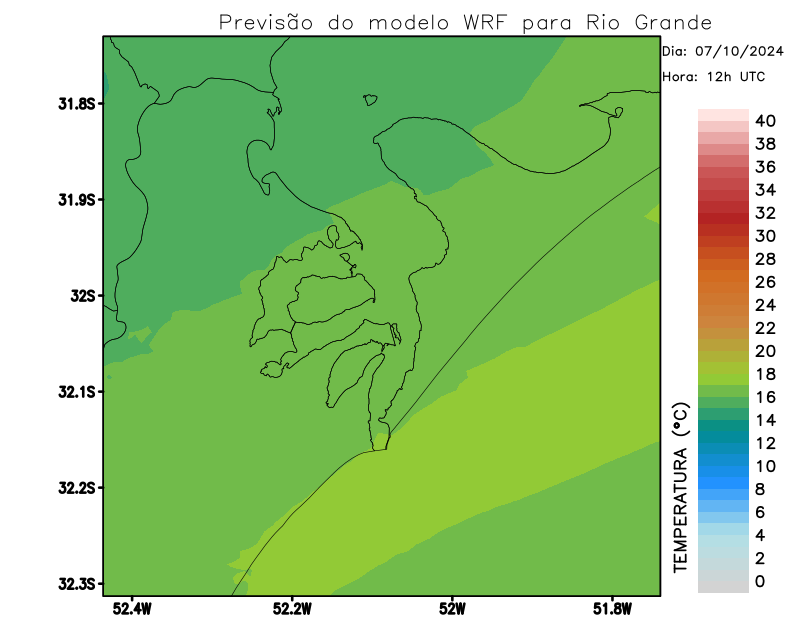 Previsão do modelo WRF para Rio Grande
Dia: 07/10/2024
Hora: 12h UTC
31.8S
31.9S
32S
32.1S
32.2S
32.3S
52.4W
52.2W
52W
51.8W
TEMPERATURA (°C)
40
38
36
34
32
30
28
26
24
22
20
18
16
14
12
10
8
6
4
2
0